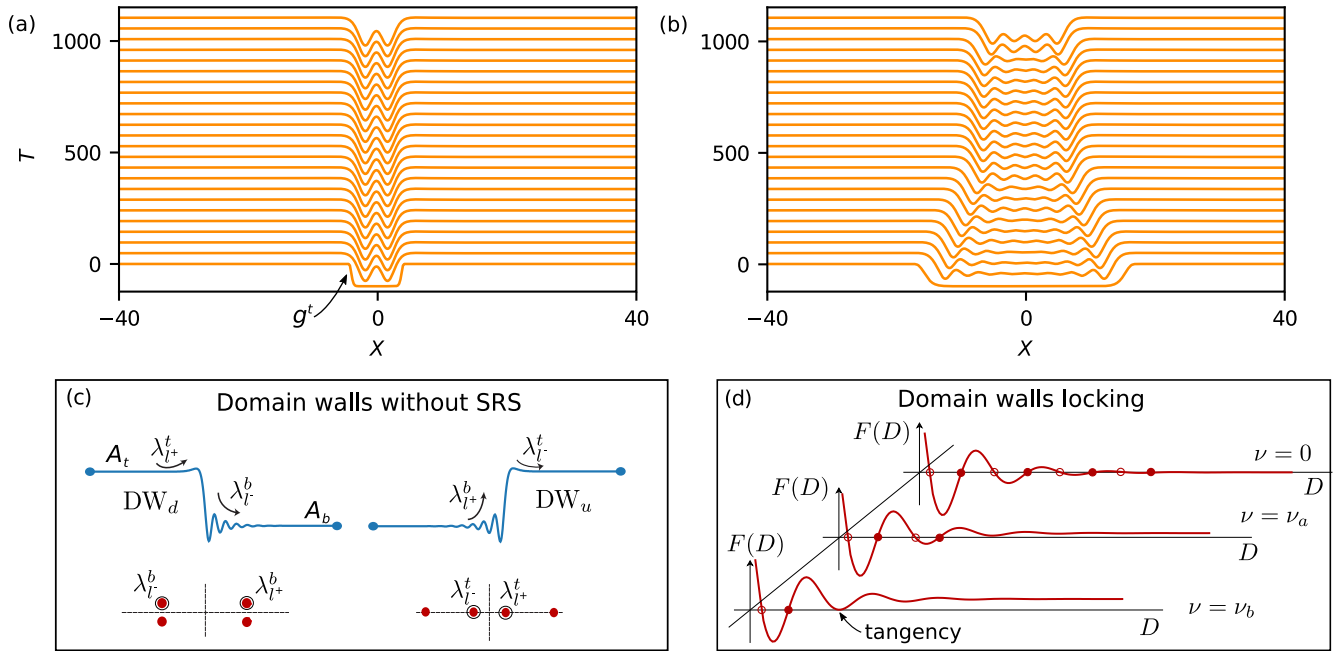 (a)
1000
500
0
T
−40
0
40
X
g^t
(b)
1000
500
0
−40
0
40
X
(c)
Domain walls without SRS
A_t
λ^t_{l^+}
λ^b_{l^-}
DW_d
A_b
λ^b_{l^+}
λ^t_{l^-}
DW_u
λ^b_{l^-}
λ^b_{l^+}
λ^t_{l^-}
λ^t_{l^+}
(d)
Domain walls locking
F(D)
ν = 0
D
F(D)
ν = ν_a
D
F(D)
ν = ν_b
D
tangency